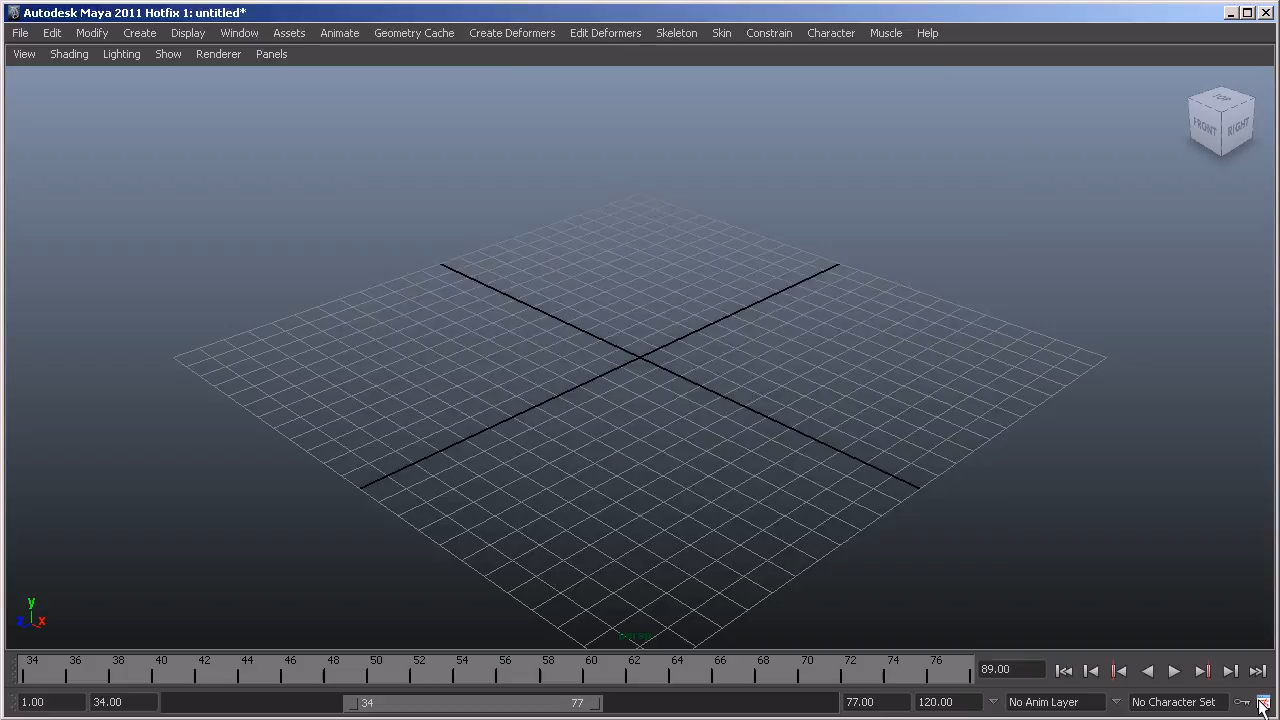 Autodesk Maya 2011 Hotfix 1: untitled*
File Edit Modify Create Display Window Assets Animate Geometry Cache Create Deformers Edit Deformers Skeleton Skin Constrain Character Muscle Help
View Shading Lighting Show Renderer Panels
TOP
FRONT RIGHT
y
z x
persp
34 36 38 40 42 44 46 48 50 52 54 56 58 60 62 64 66 68 70 72 74 76 89.00
1.00 34.00 34 77 77.00 120.00 No Anim Layer No Character Set